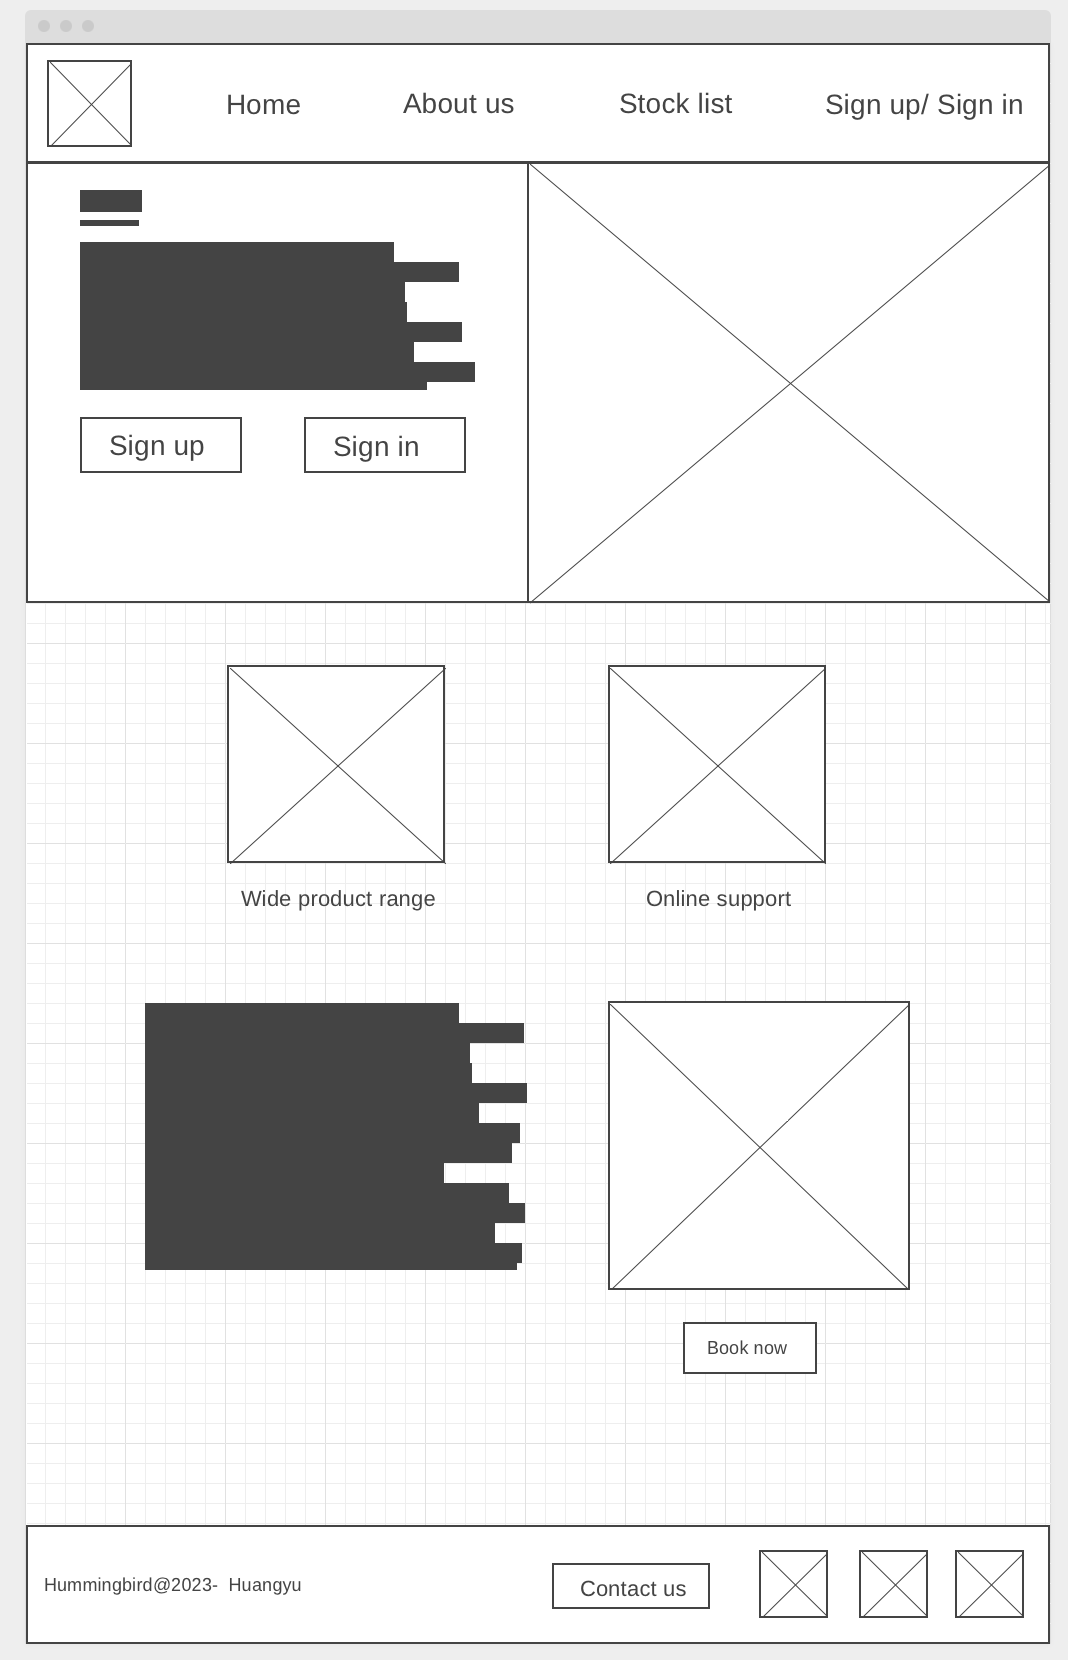 Home
About us
Stock list
Sign up/ Sign in
Sign up
Sign in
Wide product range
Online support
Book now
Hummingbird@2023-  Huangyu
Contact us